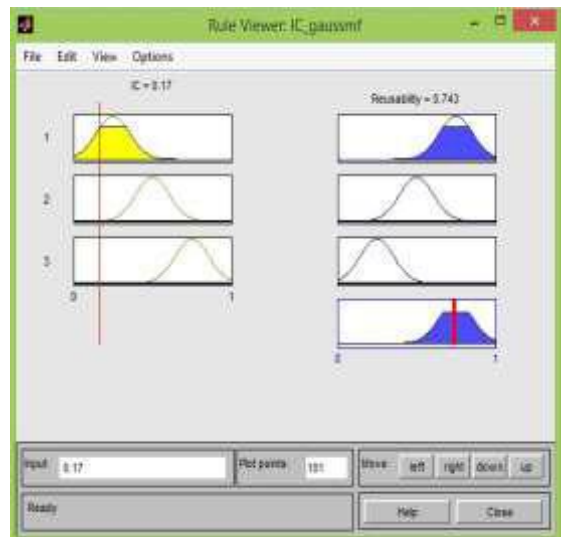 Rule Viewer: IC_gaussmf
File Edit View Options
IC = 0.17
Reusability = 0.743
1
2
3
0 1
0 1
Input: 0.17
Plot points: 101
Move: left right down up
Ready
Help Close